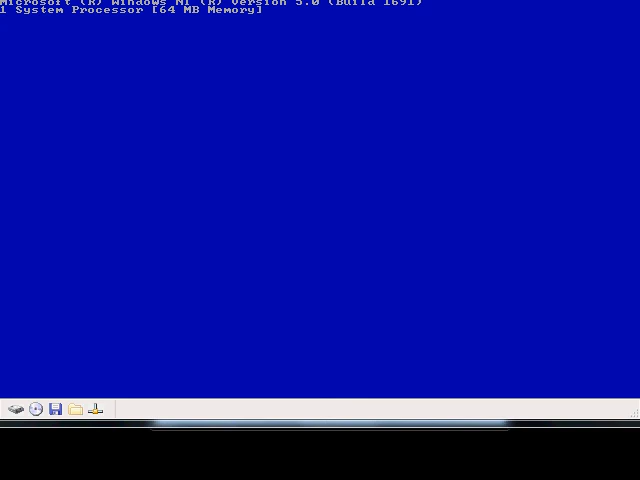 Microsoft (R) Windows NT (R) Version 5.0 (Build 1691)
1 System Processor [64 MB Memory]